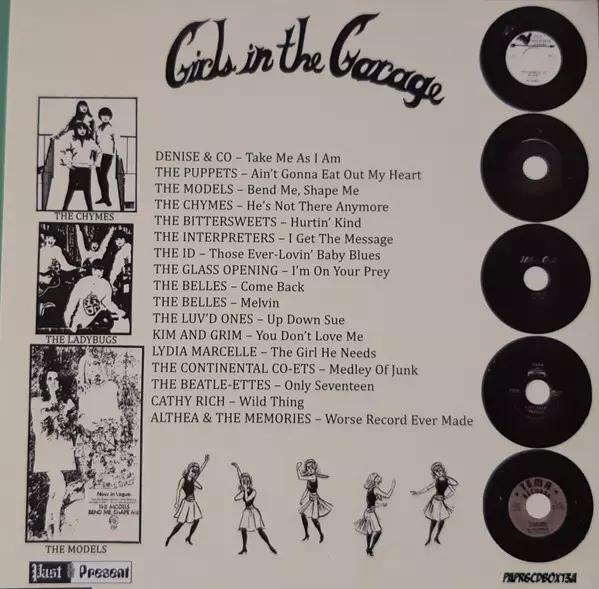 Girls in the Garage
DENISE & CO – Take Me As I Am
THE PUPPETS – Ain't Gonna Eat Out My Heart
THE MODELS – Bend Me, Shape Me
THE CHYMES – He's Not There Anymore
THE BITTERSWEETS – Hurtin' Kind
THE INTERPRETERS – I Get The Message
THE ID – Those Ever-Lovin' Baby Blues
THE GLASS OPENING – I'm On Your Prey
THE BELLES – Come Back
THE BELLES – Melvin
THE LUV'D ONES – Up Down Sue
KIM AND GRIM – You Don't Love Me
LYDIA MARCELLE – The Girl He Needs
THE CONTINENTAL CO-ETS – Medley Of Junk
THE BEATLE-ETTES – Only Seventeen
CATHY RICH – Wild Thing
ALTHEA & THE MEMORIES – Worse Record Ever Made
THE CHYMES
THE LADYBUGS
Now in Vogue
THE MODELS
BEND ME, SHAPE ME
THE MODELS
Past Present
TEMA
RECORDS
PAPR6CDBOX13A